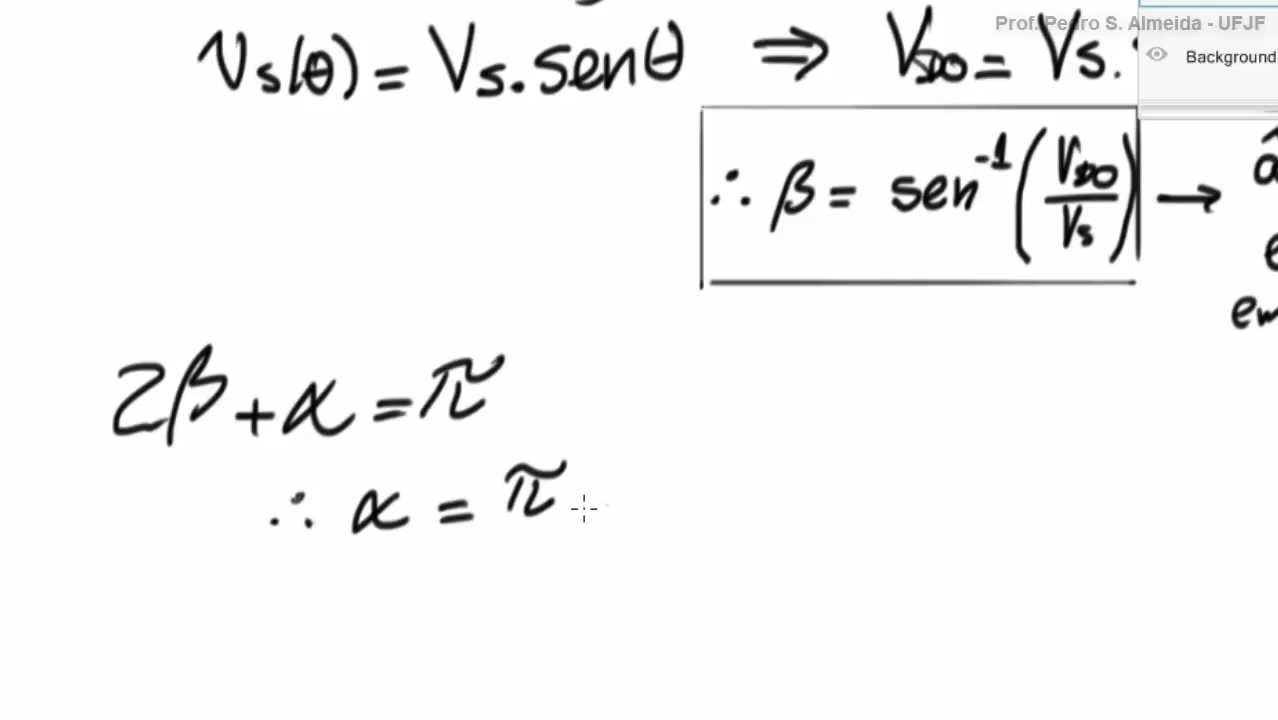 Prof. Pedro S. Almeida - UFJF
Background
Vs(θ) = Vs.senθ ⇒ VDO = Vs.
∴ β = sen⁻¹(VDO/Vs) →
2β + α = π
∴ α = π